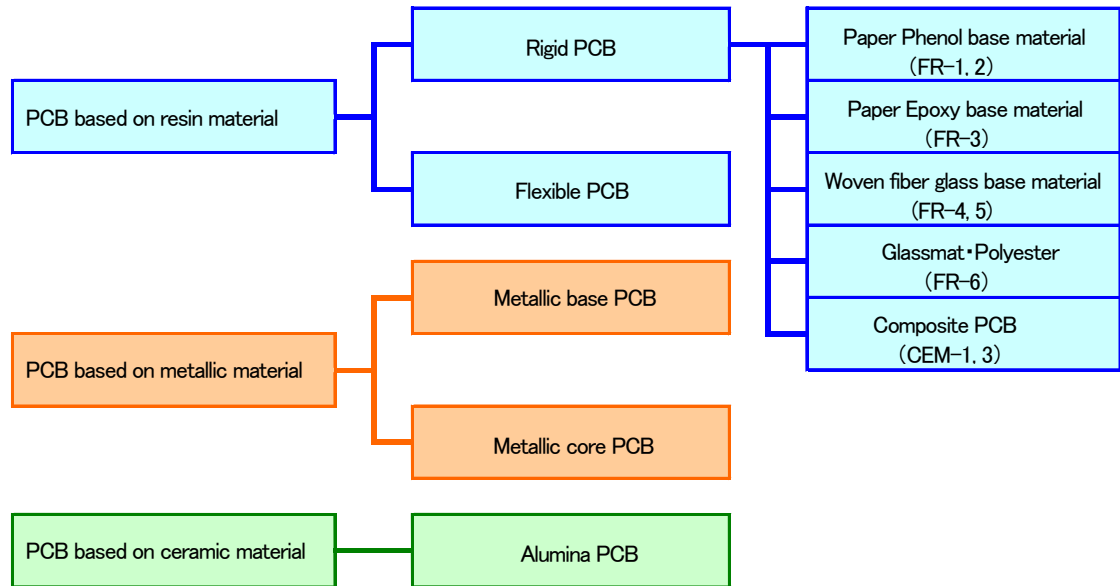 PCB based on resin material
Rigid PCB
Flexible PCB
Paper Phenol base material
(FR-1, 2)
Paper Epoxy base material
(FR-3)
Woven fiber glass base material
(FR-4, 5)
Glassmat・Polyester
(FR-6)
Composite PCB
(CEM-1, 3)
PCB based on metallic material
Metallic base PCB
Metallic core PCB
PCB based on ceramic material
Alumina PCB